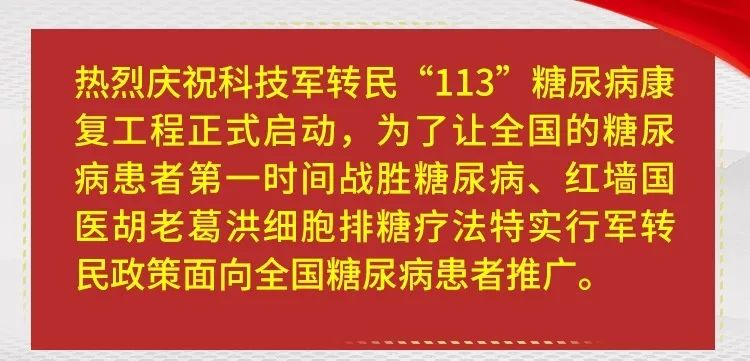 热烈庆祝科技军转民“113”糖尿病康
复工程正式启动，为了让全国的糖尿
病患者第一时间战胜糖尿病、红墙国
医胡老葛洪细胞排糖疗法特实行军转
民政策面向全国糖尿病患者推广。